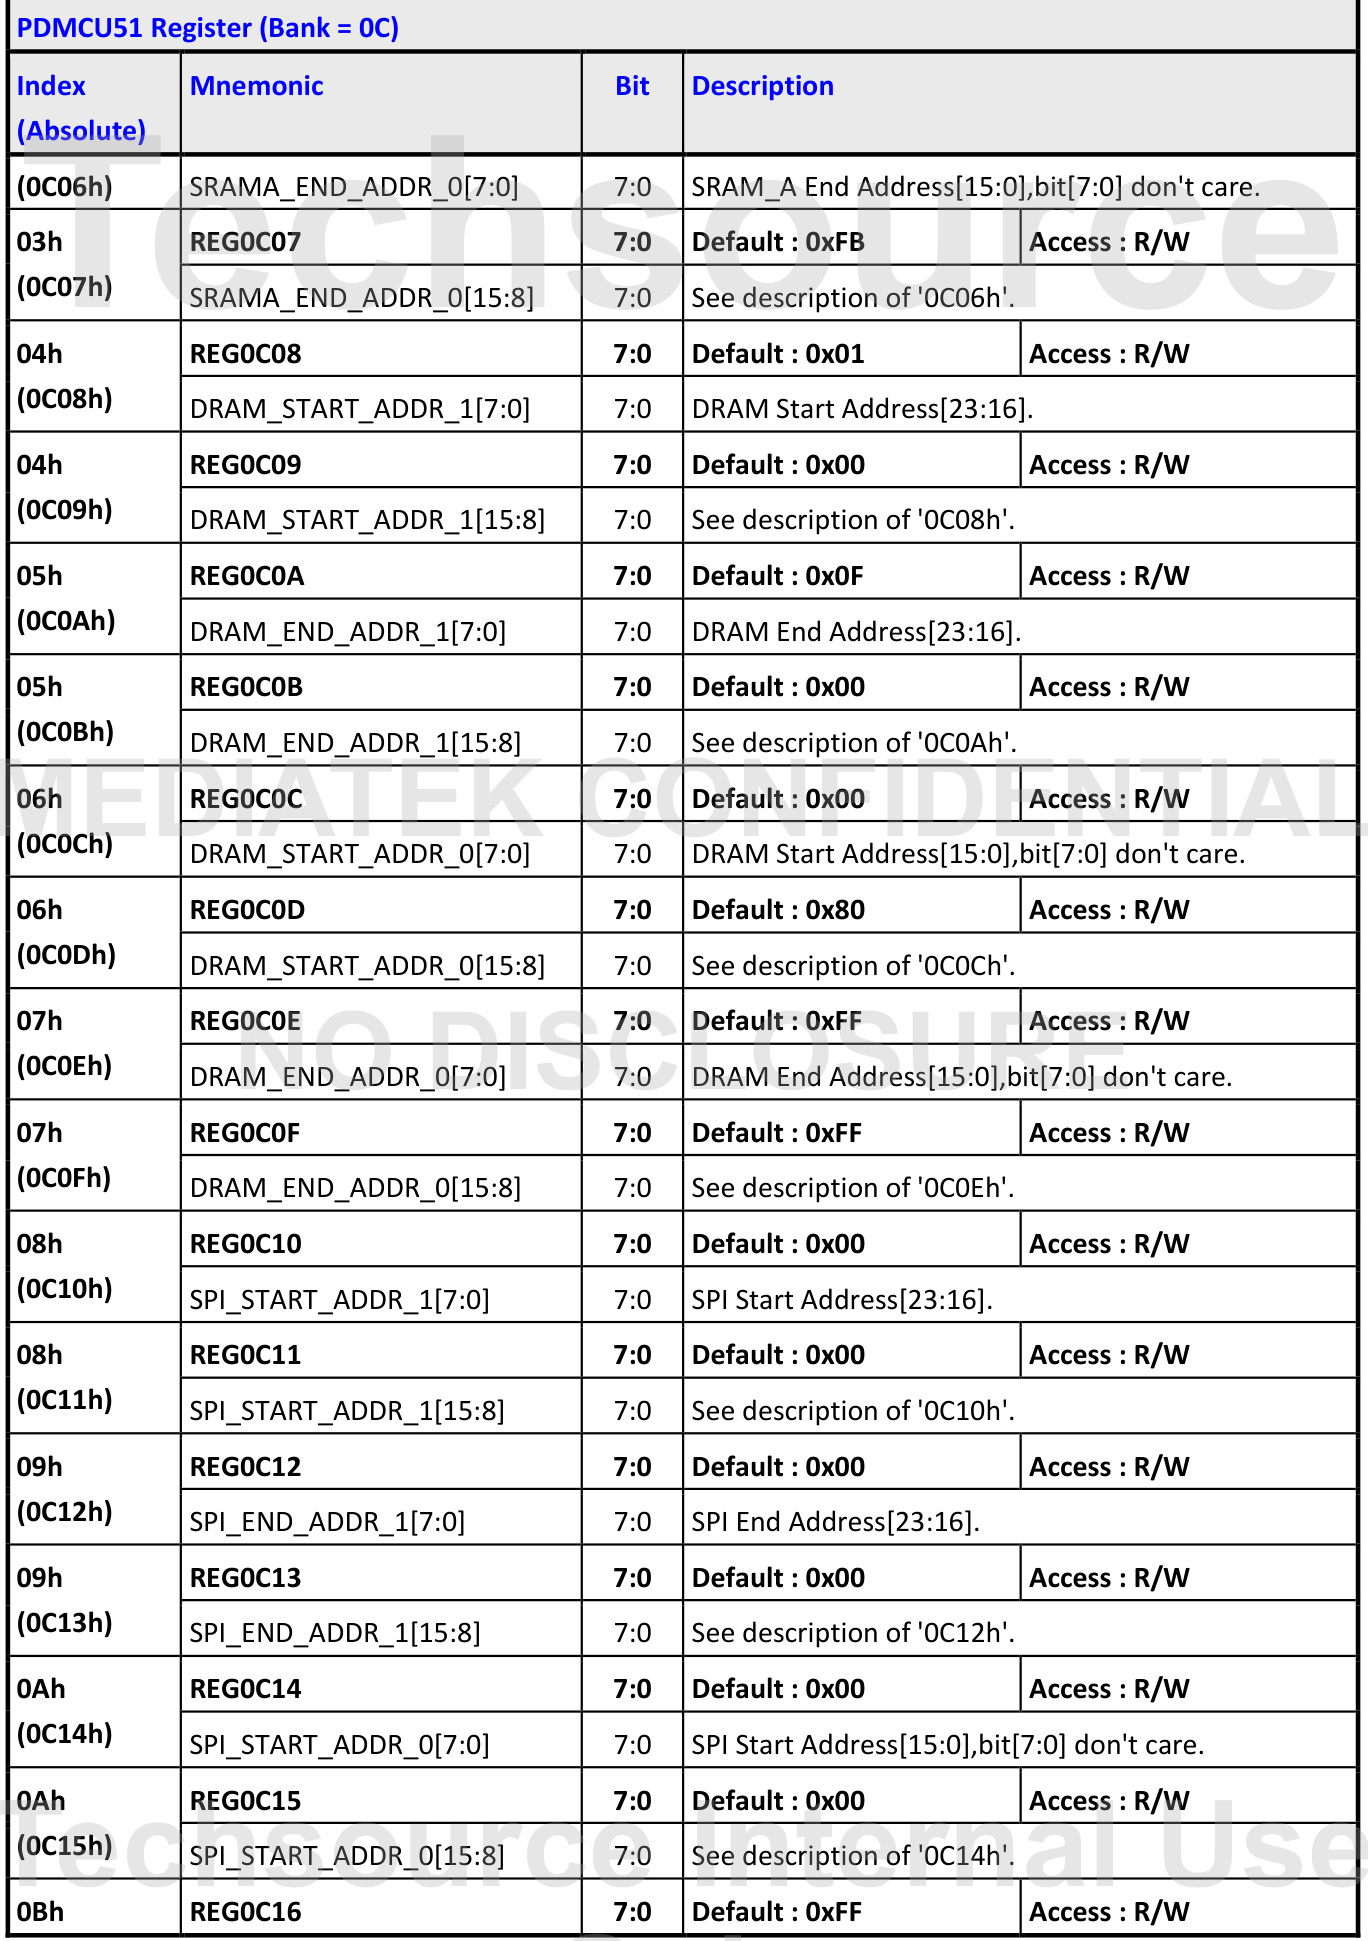 PDMCU51 Register (Bank = 0C)
Index (Absolute) Mnemonic Bit Description
(0C06h) SRAMA_END_ADDR_0[7:0] 7:0 SRAM_A End Address[15:0],bit[7:0] don't care.
03h REG0C07 7:0 Default : 0xFB Access : R/W
(0C07h) SRAMA_END_ADDR_0[15:8] 7:0 See description of '0C06h'.
04h REG0C08 7:0 Default : 0x01 Access : R/W
(0C08h) DRAM_START_ADDR_1[7:0] 7:0 DRAM Start Address[23:16].
04h REG0C09 7:0 Default : 0x00 Access : R/W
(0C09h) DRAM_START_ADDR_1[15:8] 7:0 See description of '0C08h'.
05h REG0C0A 7:0 Default : 0x0F Access : R/W
(0C0Ah) DRAM_END_ADDR_1[7:0] 7:0 DRAM End Address[23:16].
05h REG0C0B 7:0 Default : 0x00 Access : R/W
(0C0Bh) DRAM_END_ADDR_1[15:8] 7:0 See description of '0C0Ah'.
06h REG0C0C 7:0 Default : 0x00 Access : R/W
(0C0Ch) DRAM_START_ADDR_0[7:0] 7:0 DRAM Start Address[15:0],bit[7:0] don't care.
06h REG0C0D 7:0 Default : 0x80 Access : R/W
(0C0Dh) DRAM_START_ADDR_0[15:8] 7:0 See description of '0C0Ch'.
07h REG0C0E 7:0 Default : 0xFF Access : R/W
(0C0Eh) DRAM_END_ADDR_0[7:0] 7:0 DRAM End Address[15:0],bit[7:0] don't care.
07h REG0C0F 7:0 Default : 0xFF Access : R/W
(0C0Fh) DRAM_END_ADDR_0[15:8] 7:0 See description of '0C0Eh'.
08h REG0C10 7:0 Default : 0x00 Access : R/W
(0C10h) SPI_START_ADDR_1[7:0] 7:0 SPI Start Address[23:16].
08h REG0C11 7:0 Default : 0x00 Access : R/W
(0C11h) SPI_START_ADDR_1[15:8] 7:0 See description of '0C10h'.
09h REG0C12 7:0 Default : 0x00 Access : R/W
(0C12h) SPI_END_ADDR_1[7:0] 7:0 SPI End Address[23:16].
09h REG0C13 7:0 Default : 0x00 Access : R/W
(0C13h) SPI_END_ADDR_1[15:8] 7:0 See description of '0C12h'.
0Ah REG0C14 7:0 Default : 0x00 Access : R/W
(0C14h) SPI_START_ADDR_0[7:0] 7:0 SPI Start Address[15:0],bit[7:0] don't care.
0Ah REG0C15 7:0 Default : 0x00 Access : R/W
(0C15h) SPI_START_ADDR_0[15:8] 7:0 See description of '0C14h'.
0Bh REG0C16 7:0 Default : 0xFF Access : R/W
Techsource
MEDIATEK CONFIDENTIAL
NO DISCLOSURE
Techsource Internal Use